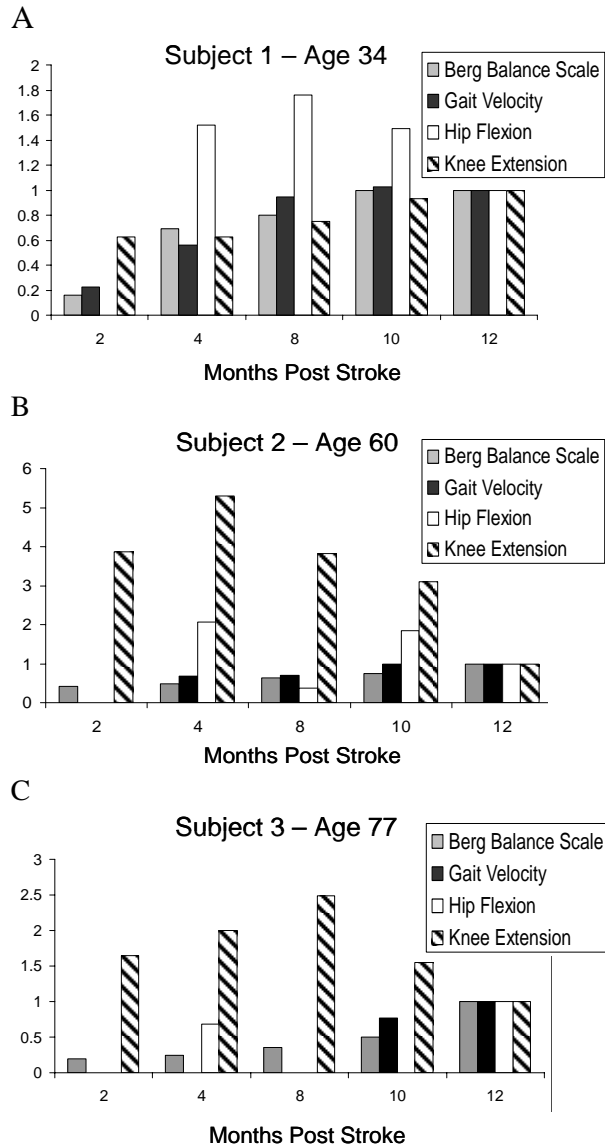 A
Subject 1 – Age 34
Berg Balance Scale
Gait Velocity
Hip Flexion
Knee Extension
2
1.8
1.6
1.4
1.2
1
0.8
0.6
0.4
0.2
0
2 4 8 10 12
Months Post Stroke
B
Subject 2 – Age 60
Berg Balance Scale
Gait Velocity
Hip Flexion
Knee Extension
6
5
4
3
2
1
0
2 4 8 10 12
Months Post Stroke
C
Subject 3 – Age 77
Berg Balance Scale
Gait Velocity
Hip Flexion
Knee Extension
3
2.5
2
1.5
1
0.5
0
2 4 8 10 12
Months Post Stroke